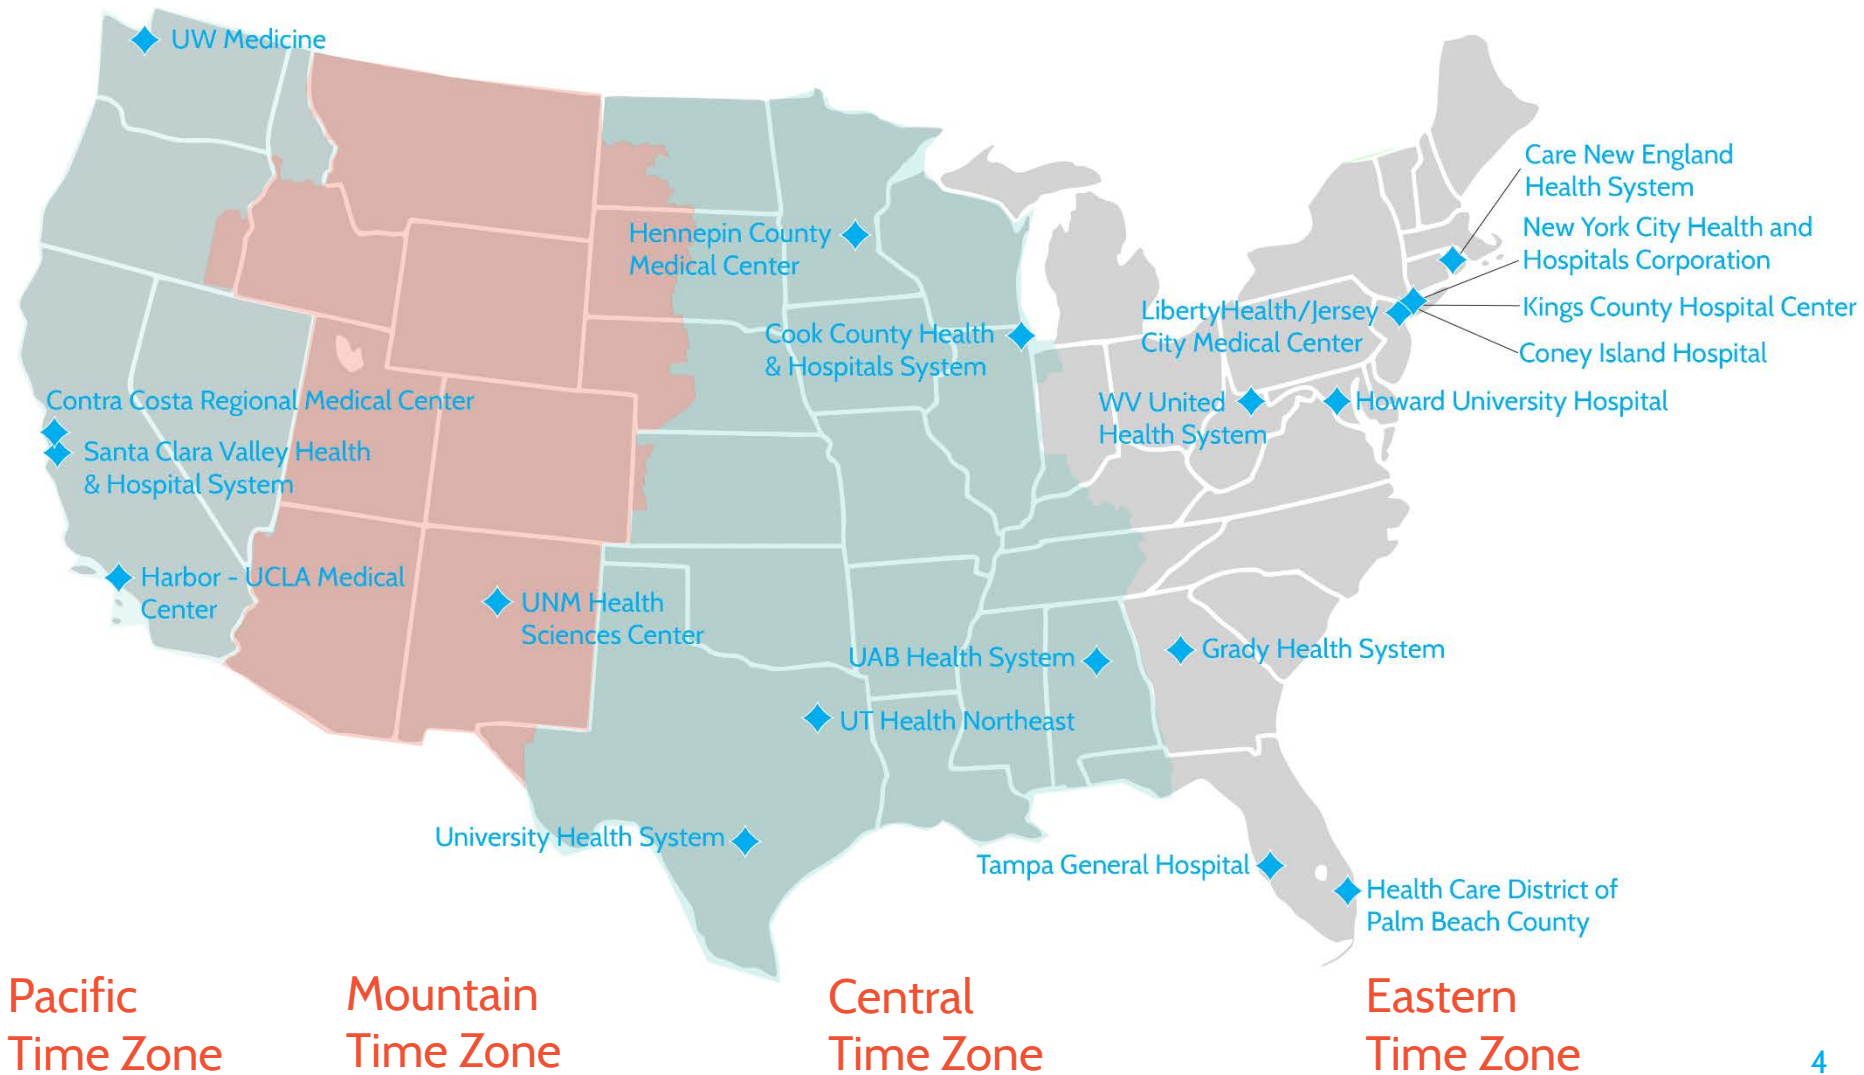 UW Medicine
Care New England
Health System
New York City Health and
Hospitals Corporation
Hennepin County
Medical Center
LibertyHealth/Jersey
City Medical Center
Kings County Hospital Center
Cook County Health
& Hospitals System
Coney Island Hospital
Contra Costa Regional Medical Center
WV United
Health System
Howard University Hospital
Santa Clara Valley Health
& Hospital System
Harbor - UCLA Medical
Center
UNM Health
Sciences Center
UAB Health System
Grady Health System
UT Health Northeast
University Health System
Tampa General Hospital
Health Care District of
Palm Beach County
Pacific
Time Zone
Mountain
Time Zone
Central
Time Zone
Eastern
Time Zone
4